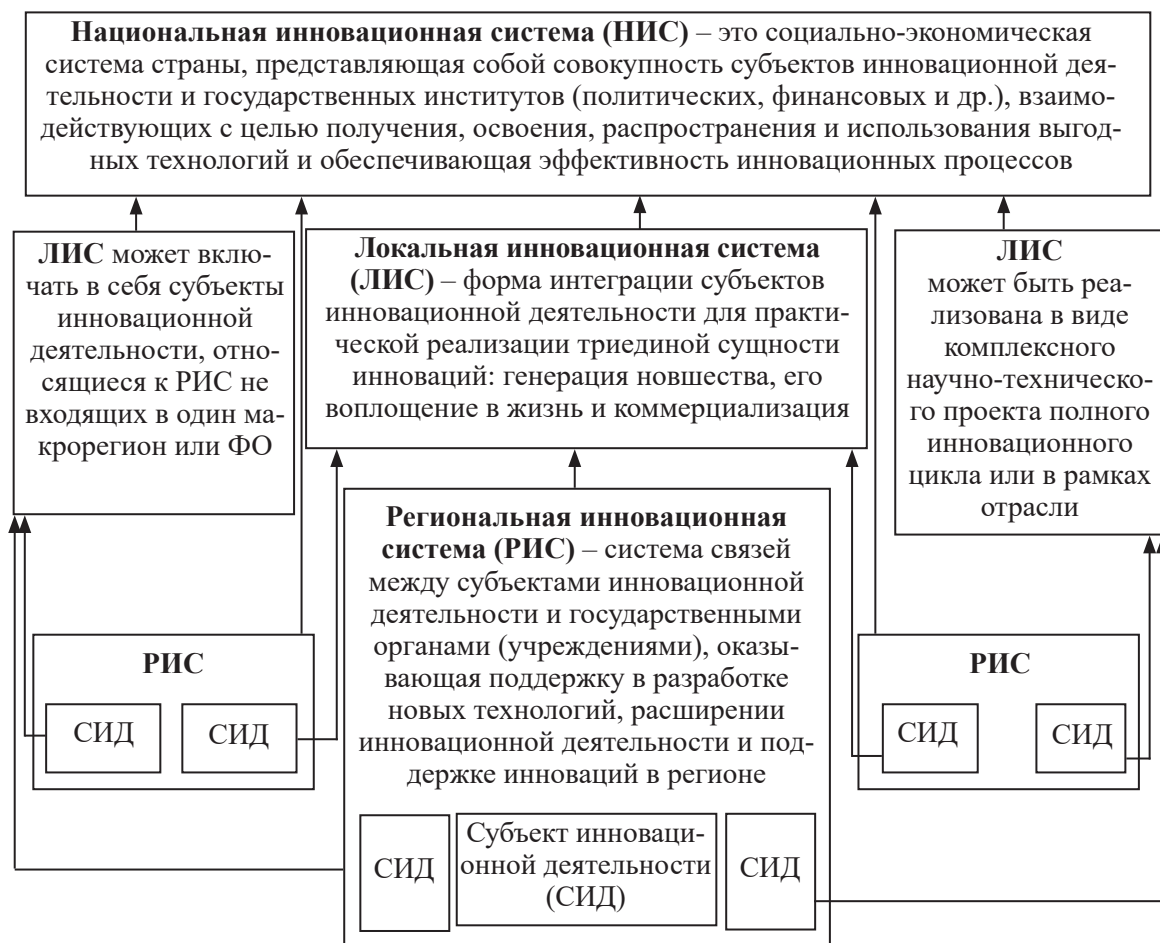 Национальная инновационная система (НИС) – это социально-экономическая
система страны, представляющая собой совокупность субъектов инновационной дея-
тельности и государственных институтов (политических, финансовых и др.), взаимо-
действующих с целью получения, освоения, распространения и использования выгод-
ных технологий и обеспечивающая эффективность инновационных процессов
ЛИС может вклю-
чать в себя субъекты
инновационной
деятельности, отно-
сящиеся к РИС не
входящих в один ма-
крорегион или ФО
Локальная инновационная система
(ЛИС) – форма интеграции субъектов
инновационной деятельности для практи-
ческой реализации триединой сущности
инноваций: генерация новшества, его
воплощение в жизнь и коммерциализация
ЛИС
может быть реа-
лизована в виде
комплексного
научно-техническо-
го проекта полного
инновационного
цикла или в рамках
отрасли
РИС
СИД
СИД
Региональная инновационная
система (РИС) – система связей
между субъектами инновационной
деятельности и государственными
органами (учреждениями), оказы-
вающая поддержку в разработке
новых технологий, расширении
инновационной деятельности и под-
держке инноваций в регионе
СИД
Субъект инноваци-
онной деятельности
(СИД)
СИД
РИС
СИД
СИД